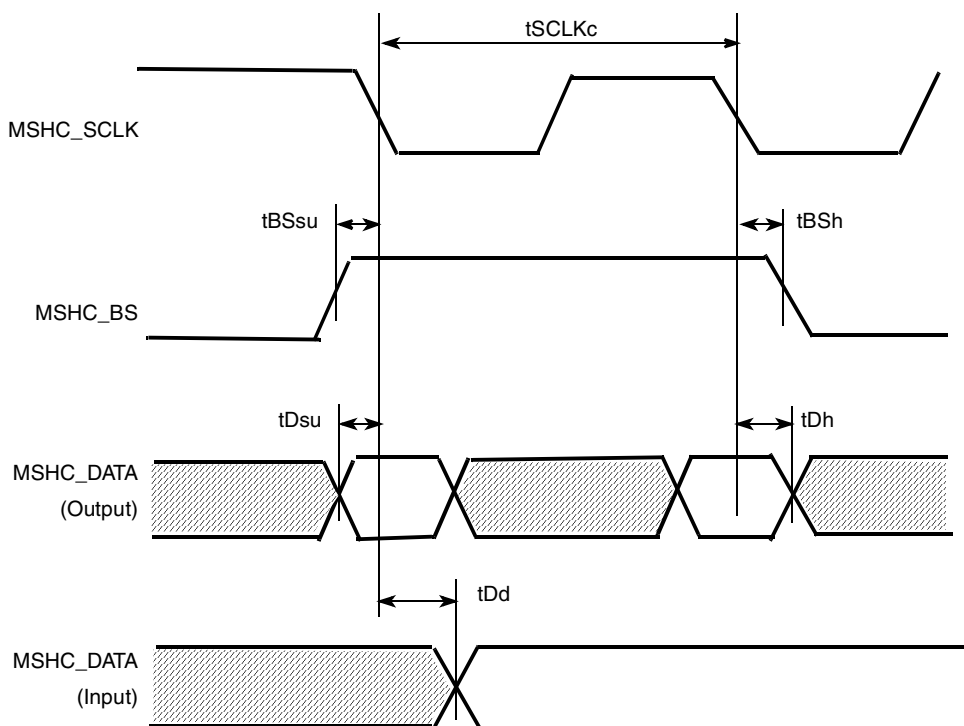 tSCLKc
MSHC_SCLK
tBSsu
tBSh
MSHC_BS
tDsu
tDh
MSHC_DATA
(Output)
tDd
MSHC_DATA
(Input)